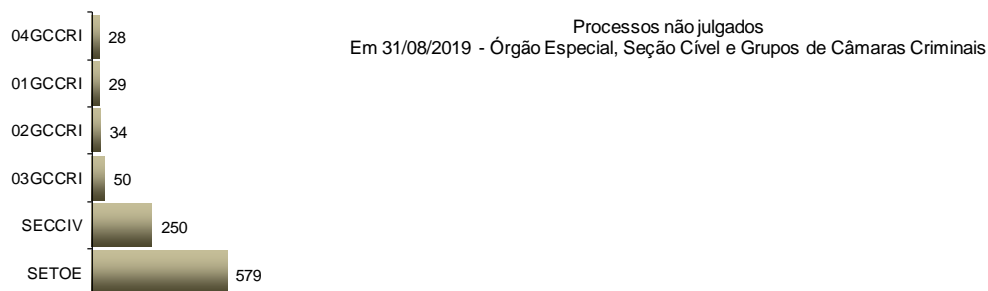 Processos não julgados
Em 31/08/2019 - Órgão Especial, Seção Cível e Grupos de Câmaras Criminais
04GCCRI 28
01GCCRI 29
02GCCRI 34
03GCCRI 50
SECCIV 250
SETOE 579